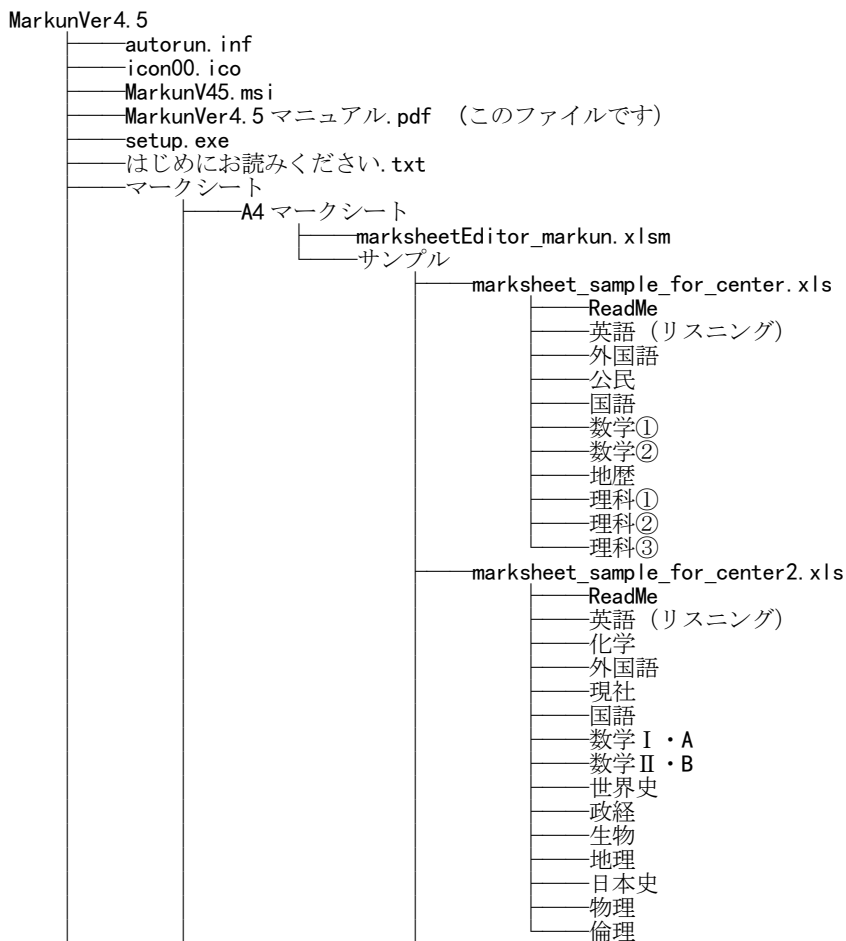 MarkunVer4.5
autorun.inf
icon00.ico
MarkunV45.msi
MarkunVer4.5マニュアル.pdf (このファイルです)
setup.exe
はじめにお読みください.txt
マークシート
A4マークシート
marksheetEditor_markun.xlsm
サンプル
marksheet_sample_for_center.xls
ReadMe
英語(リスニング)
外国語
公民
国語
数学①
数学②
地歴
理科①
理科②
理科③
marksheet_sample_for_center2.xls
ReadMe
英語(リスニング)
化学
外国語
現社
国語
数学Ⅰ・A
数学Ⅱ・B
世界史
政経
生物
地理
日本史
物理
倫理